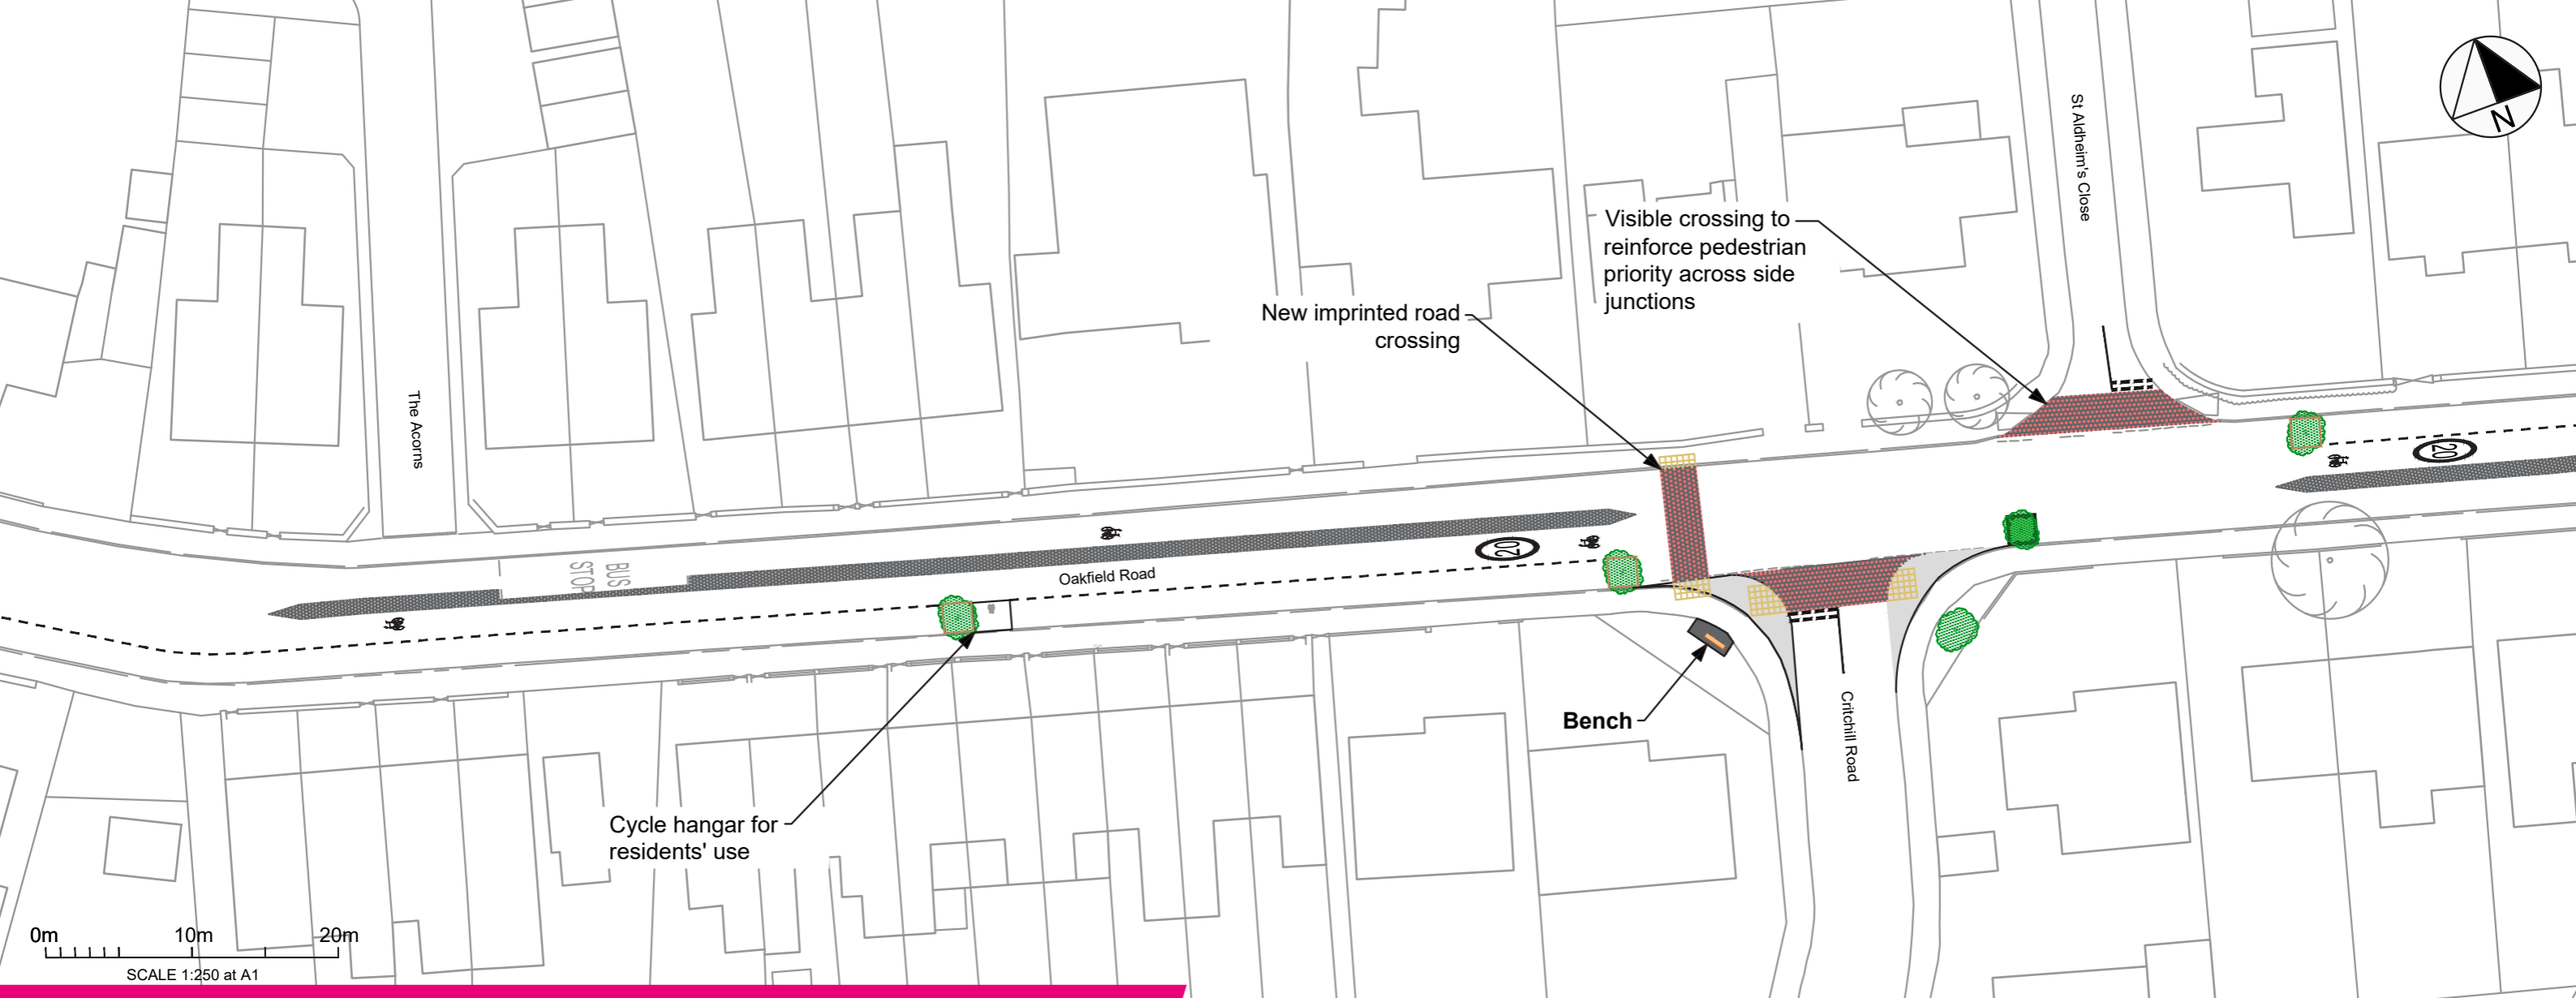 N
St Aldheim's Close
Visible crossing to
reinforce pedestrian
priority across side
junctions
New imprinted road
crossing
The Acorns
20
20
BUS
STOP
Oakfield Road
Bench
Critchill Road
Cycle hangar for
residents' use
0m 10m 20m
SCALE 1:250 at A1